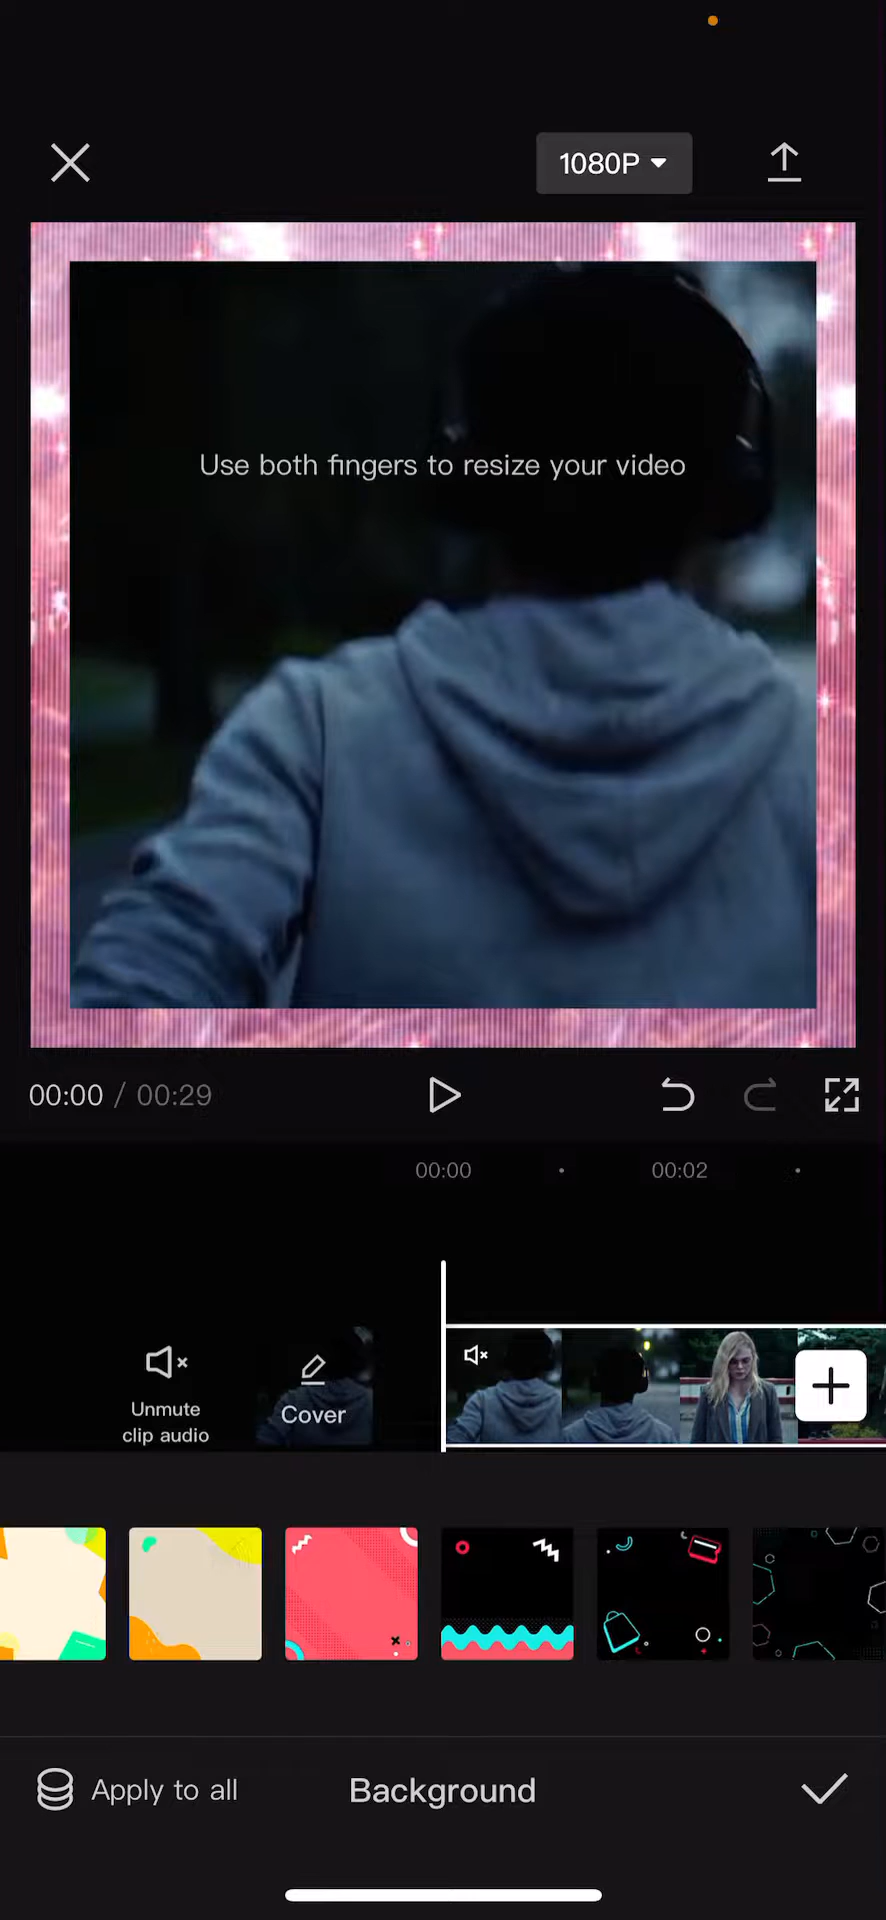 1080P
Use both fingers to resize your video
00:00 / 00:29
00:00
00:02
Unmute
clip audio
Cover
Apply to all
Background